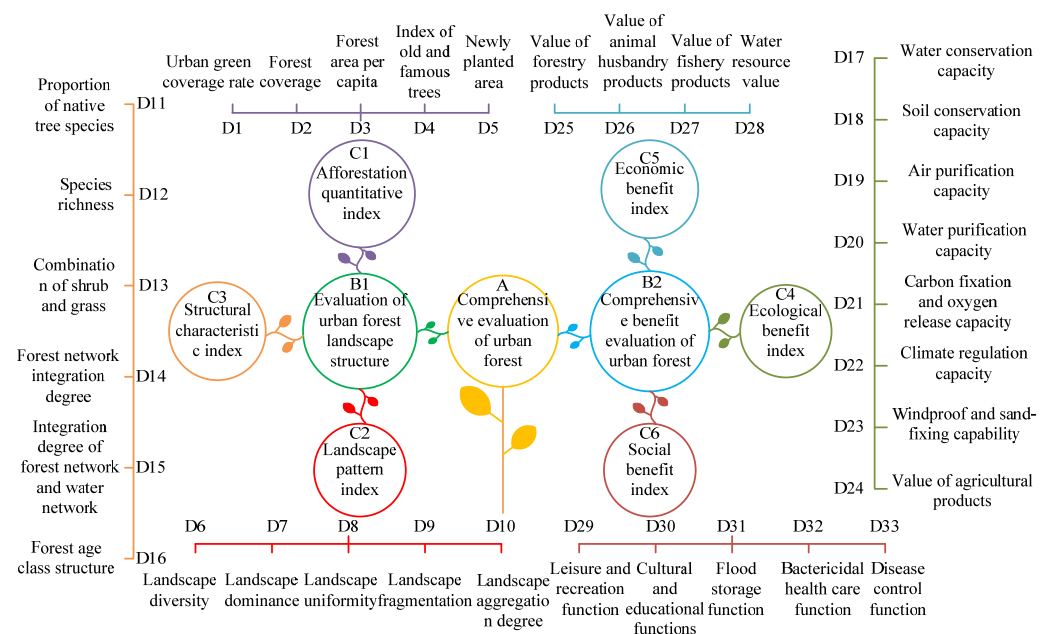 Urban green
coverage rate
Forest
coverage
Forest
area per
capita
Index of
old and
famous
trees
Newly
planted
area
D1
D2
D3
D4
D5
Value of
forestry
products
Value of
animal
husbandry
products
Value of
fishery
products
Water
resource
value
D25
D26
D27
D28
Proportion
of native
tree species
D11
Species
richness
D12
Combinatio
n of shrub
and grass
D13
Forest network
integration
degree
D14
Integration
degree of
forest network
and water
network
D15
Forest age
class structure
D16
C1
Afforestation
quantitative
index
C5
Economic
benefit
index
C3
Structural
characteristi
c index
B1
Evaluation of
urban forest
landscape
structure
A
Comprehensi
ve evaluation
of urban
forest
B2
Comprehensiv
e benefit
evaluation of
urban forest
C4
Ecological
benefit
index
C2
Landscape
pattern
index
C6
Social
benefit
index
D17
Water conservation
capacity
D18
Soil conservation
capacity
D19
Air purification
capacity
D20
Water purification
capacity
D21
Carbon fixation
and oxygen
release capacity
D22
Climate regulation
capacity
D23
Windproof and sand-
fixing capability
D24
Value of agricultural
products
D6
D7
D8
D9
D10
Landscape
diversity
Landscape
dominance
Landscape
uniformity
Landscape
fragmentation
Landscape
aggregatio
n degree
D29
D30
D31
D32
D33
Leisure and
recreation
function
Cultural
and
educational
functions
Flood
storage
function
Bactericidal
health care
function
Disease
control
function